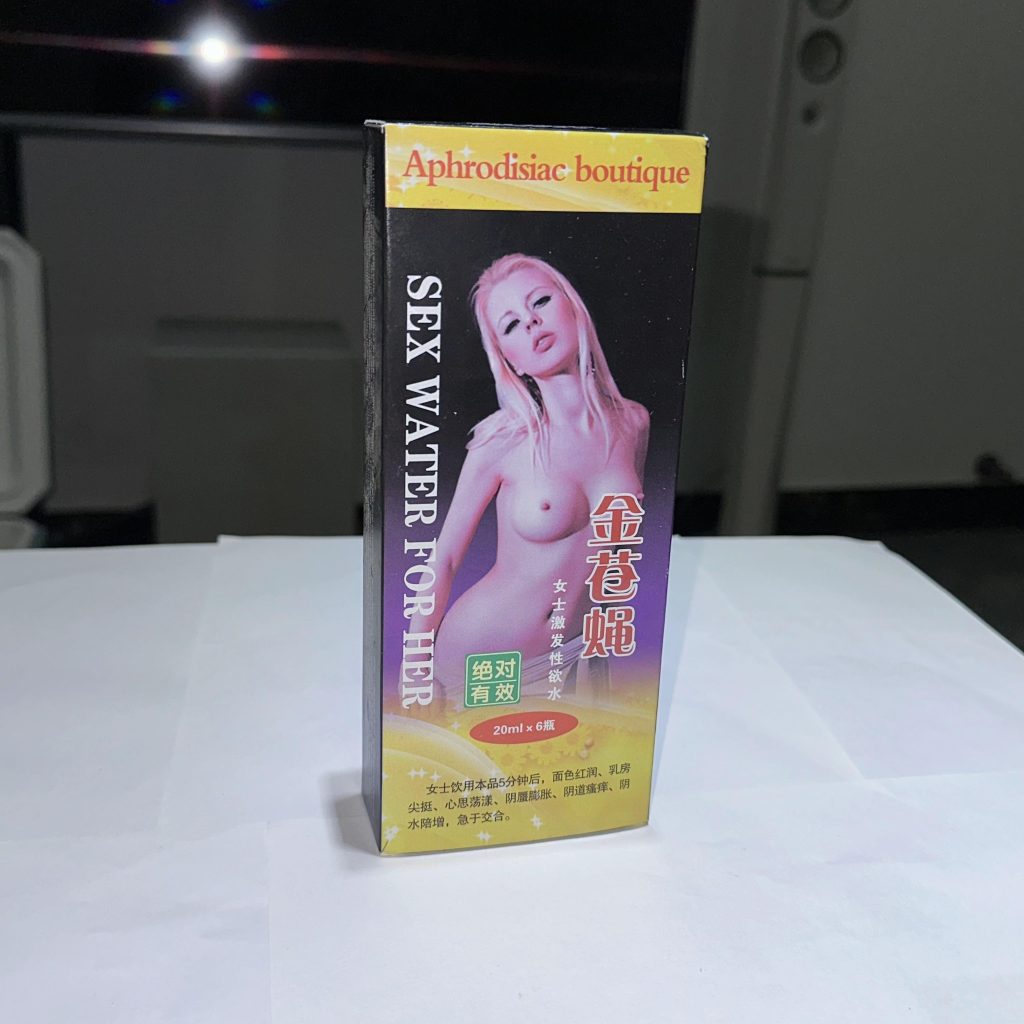 Aphrodisiac boutique
SEX WATER FOR HER
金苍蝇
女士激发性欲水
绝对
有效
20ml x 6瓶
女士饮用本品5分钟后，面色红润、乳房
尖挺、心思荡漾、阴蜃膨胀、阴道瘙痒、阴
水陪增，急于交合。